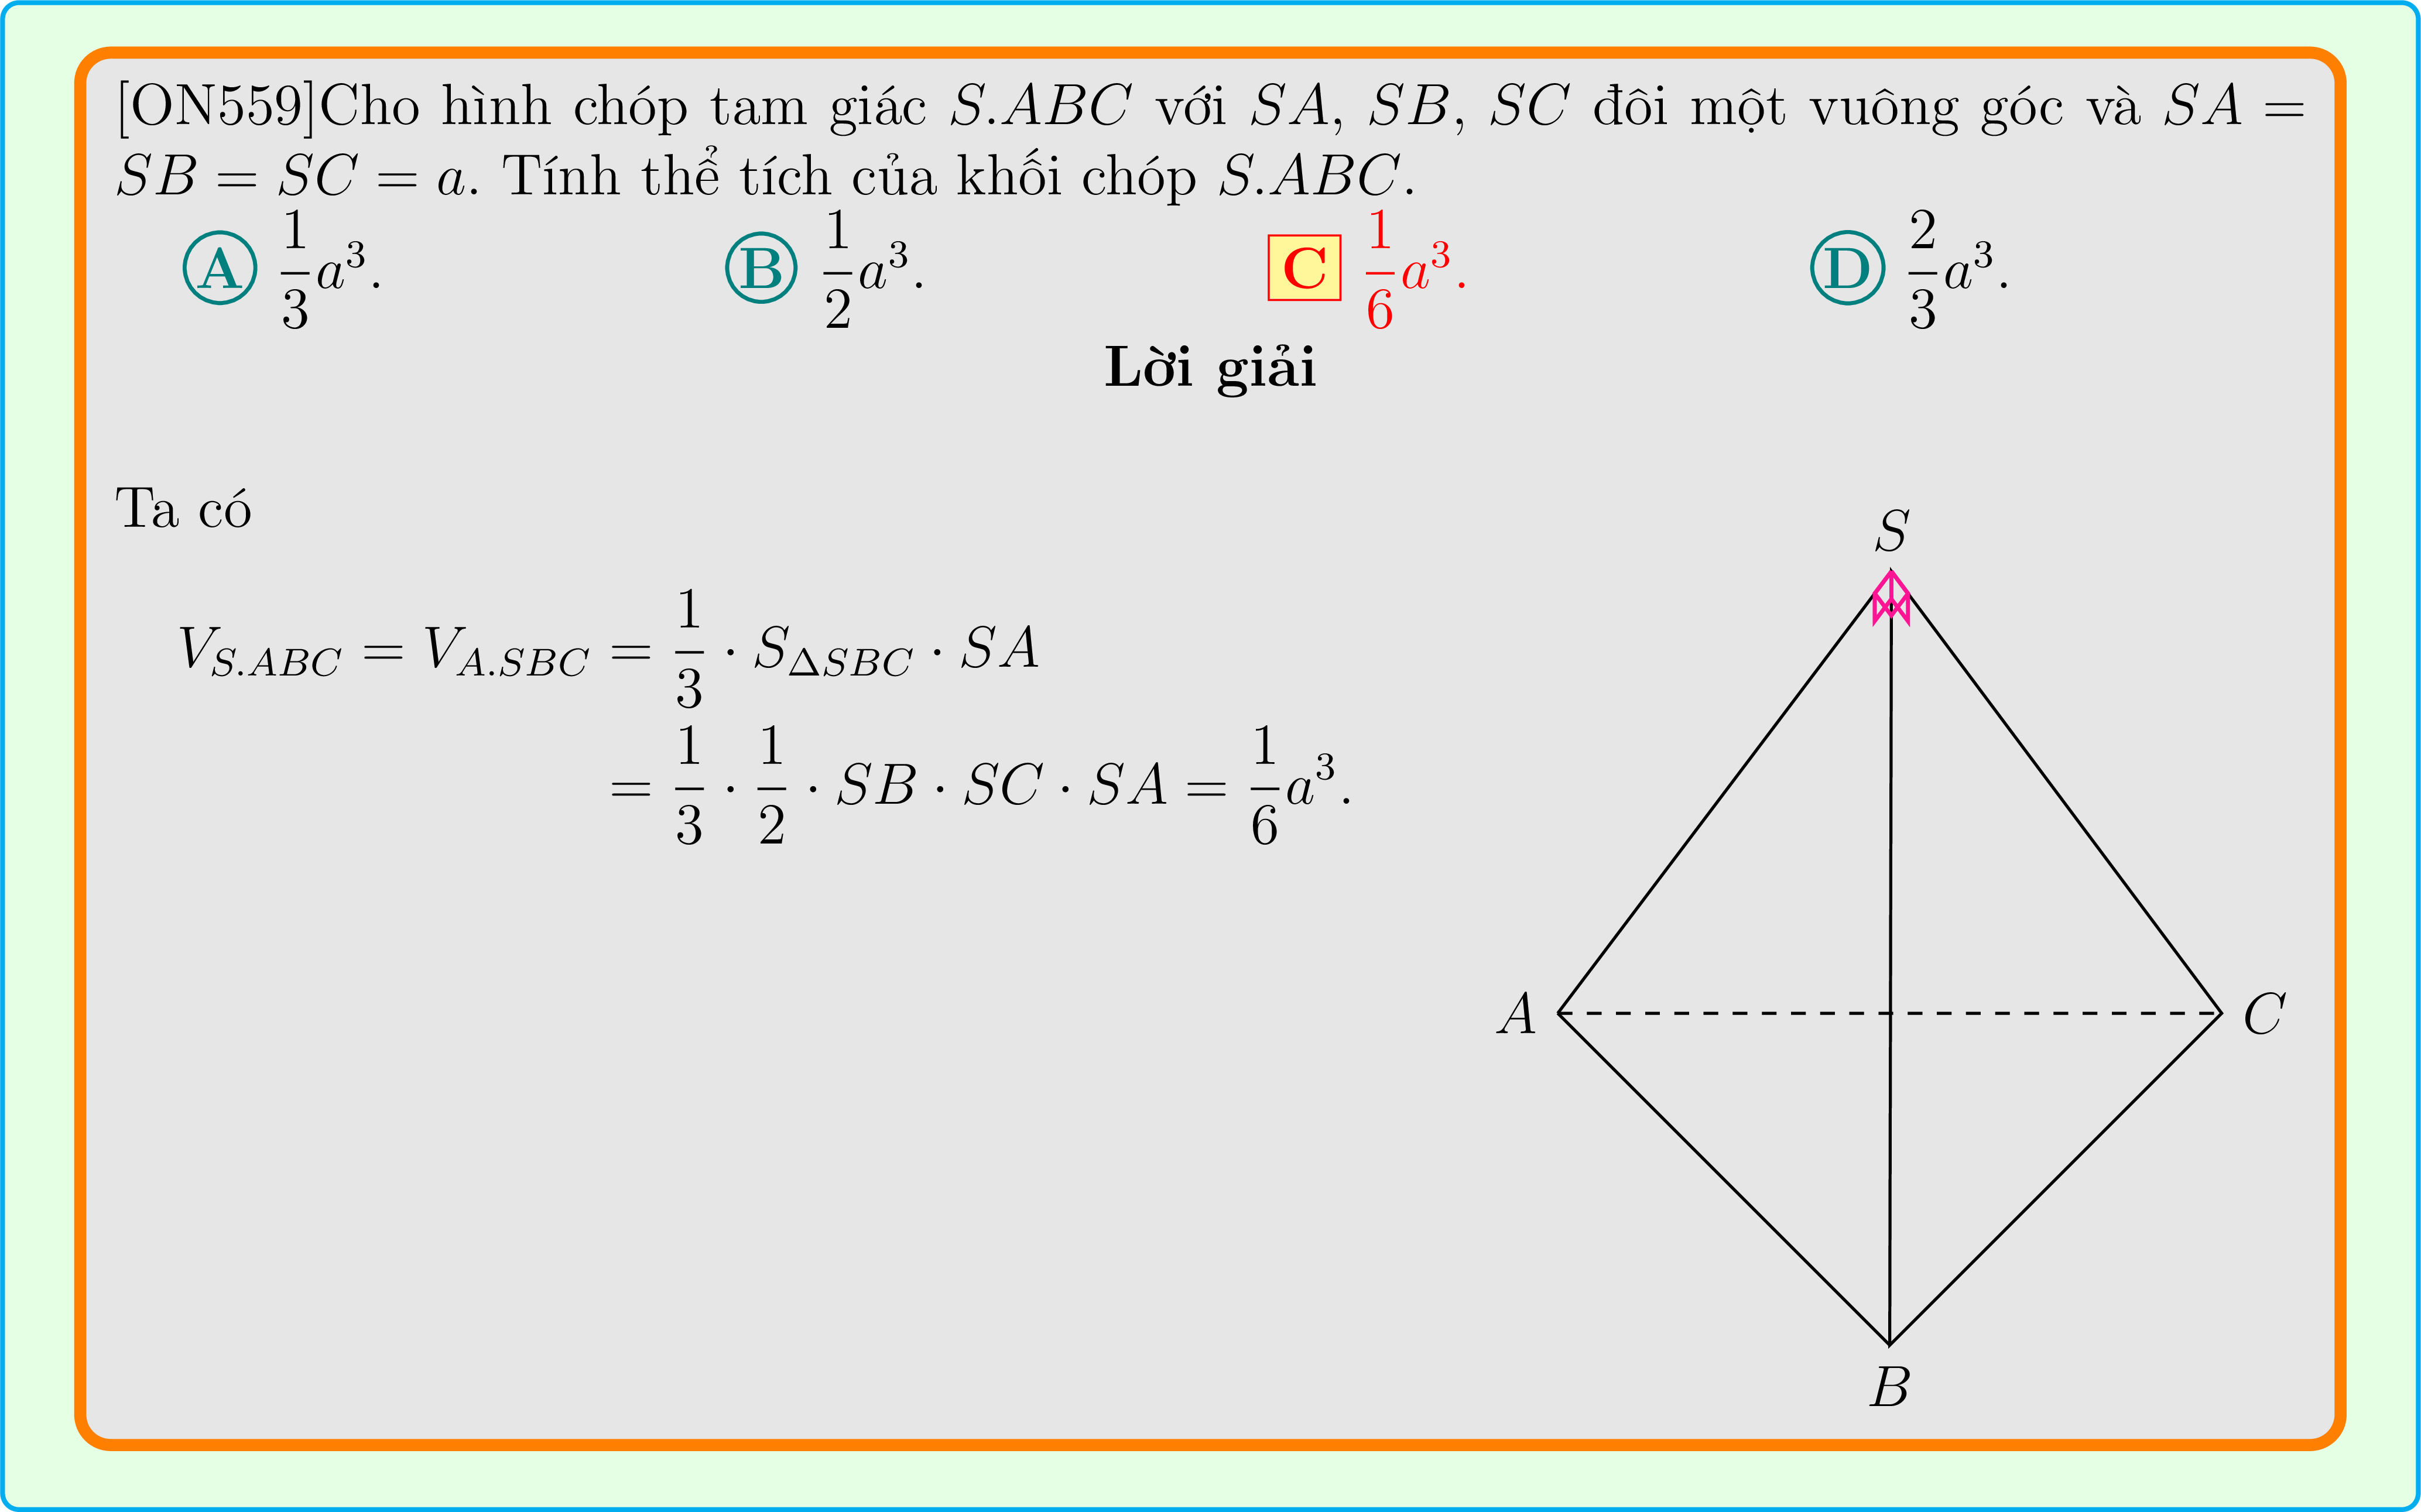 [ON559]Cho hình chóp tam giác S.ABC với SA, SB, SC đôi một vuông góc và SA =
SB = SC = a. Tính thể tích của khối chóp S.ABC.
A $\frac{1}{3}a^3$. B $\frac{1}{2}a^3$. C $\frac{1}{6}a^3$. D $\frac{2}{3}a^3$.
Lời giải
Ta có
$V_{S.ABC} = V_{A.SBC} = \frac{1}{3} \cdot S_{\Delta SBC} \cdot SA$
$= \frac{1}{3} \cdot \frac{1}{2} \cdot SB \cdot SC \cdot SA = \frac{1}{6}a^3.$
S
A
C
B